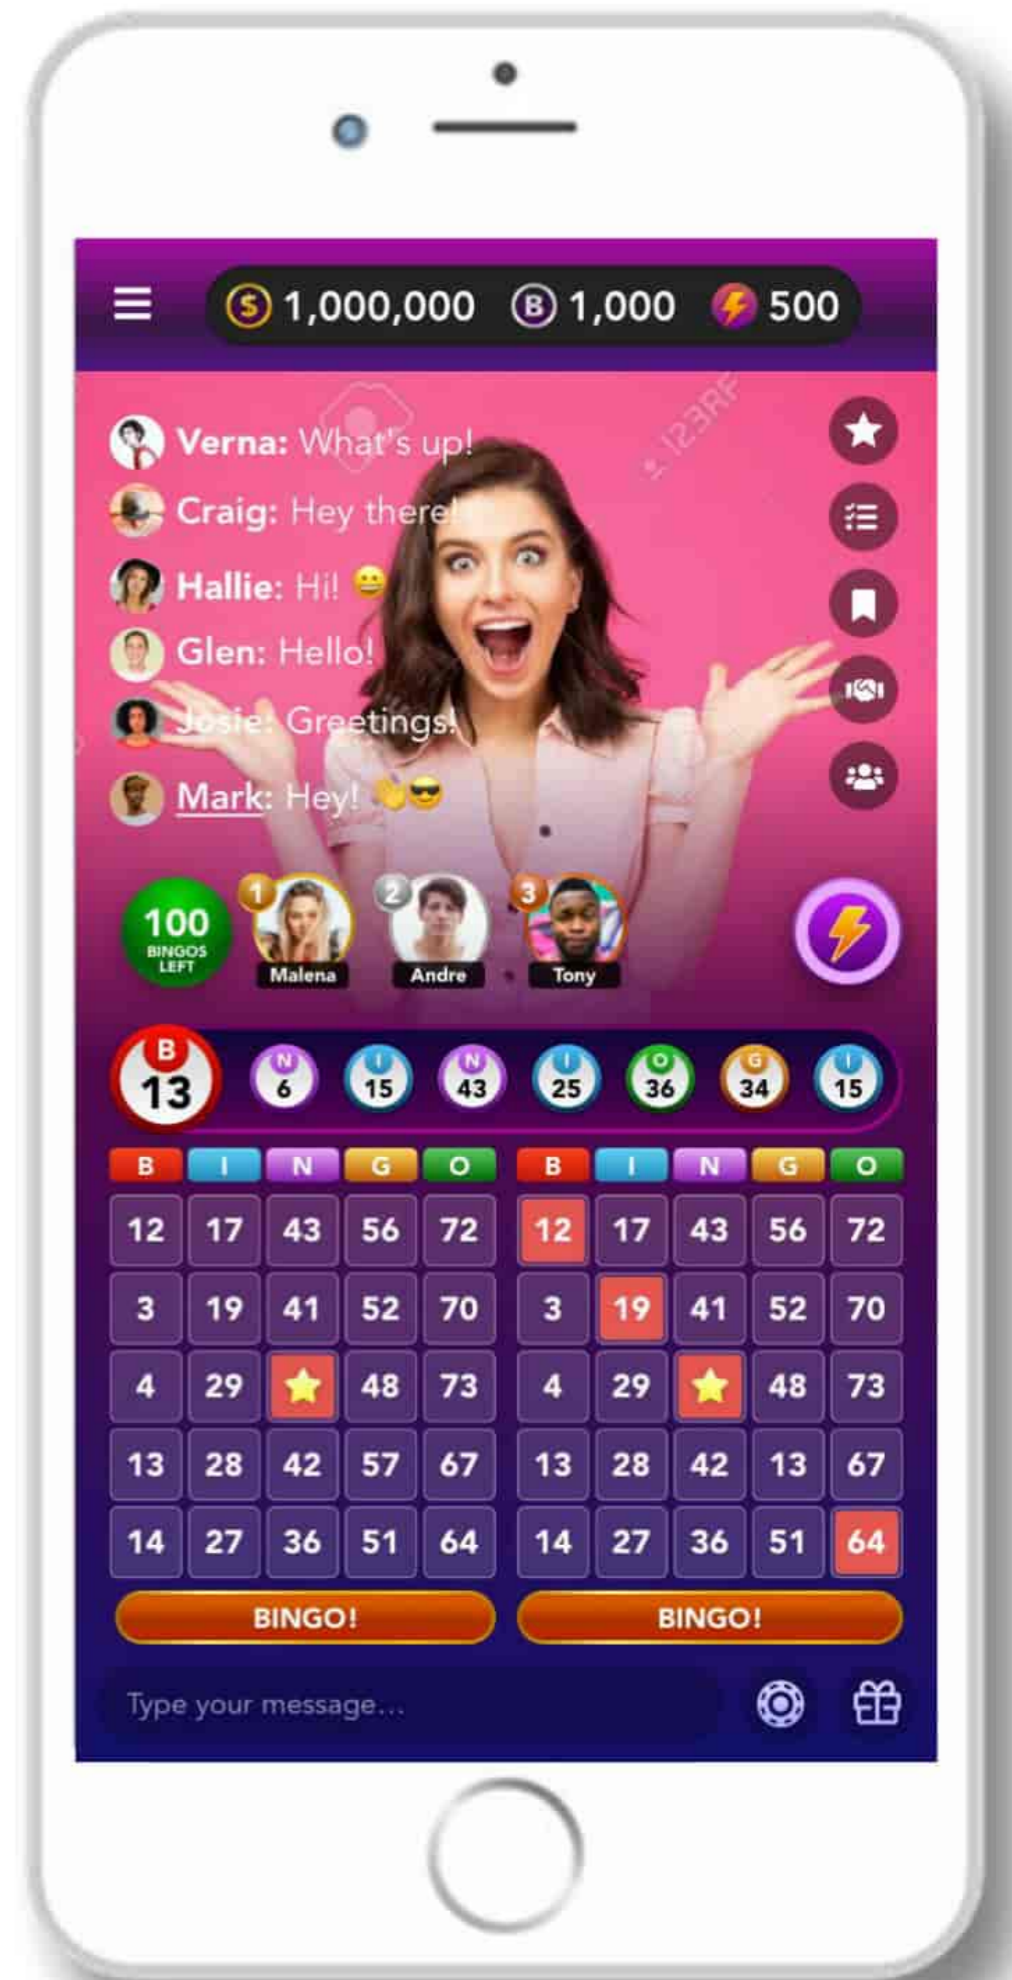 $ 1,000,000 B 1,000 500
Verna: What's up!
Craig: Hey there!
Hallie: Hi! 😀
Glen: Hello!
Josie: Greetings!
Mark: Hey! 👋😎
123RF
100
BINGOS
LEFT
1 2 3
Malena Andre Tony
B N I N I O G I
13 6 15 43 25 36 34 15
B I N G O B I N G O
12 17 43 56 72 12 17 43 56 72
3 19 41 52 70 3 19 41 52 70
4 29 ⭐ 48 73 4 29 ⭐ 48 73
13 28 42 57 67 13 28 42 13 67
14 27 36 51 64 14 27 36 51 64
BINGO! BINGO!
Type your message...